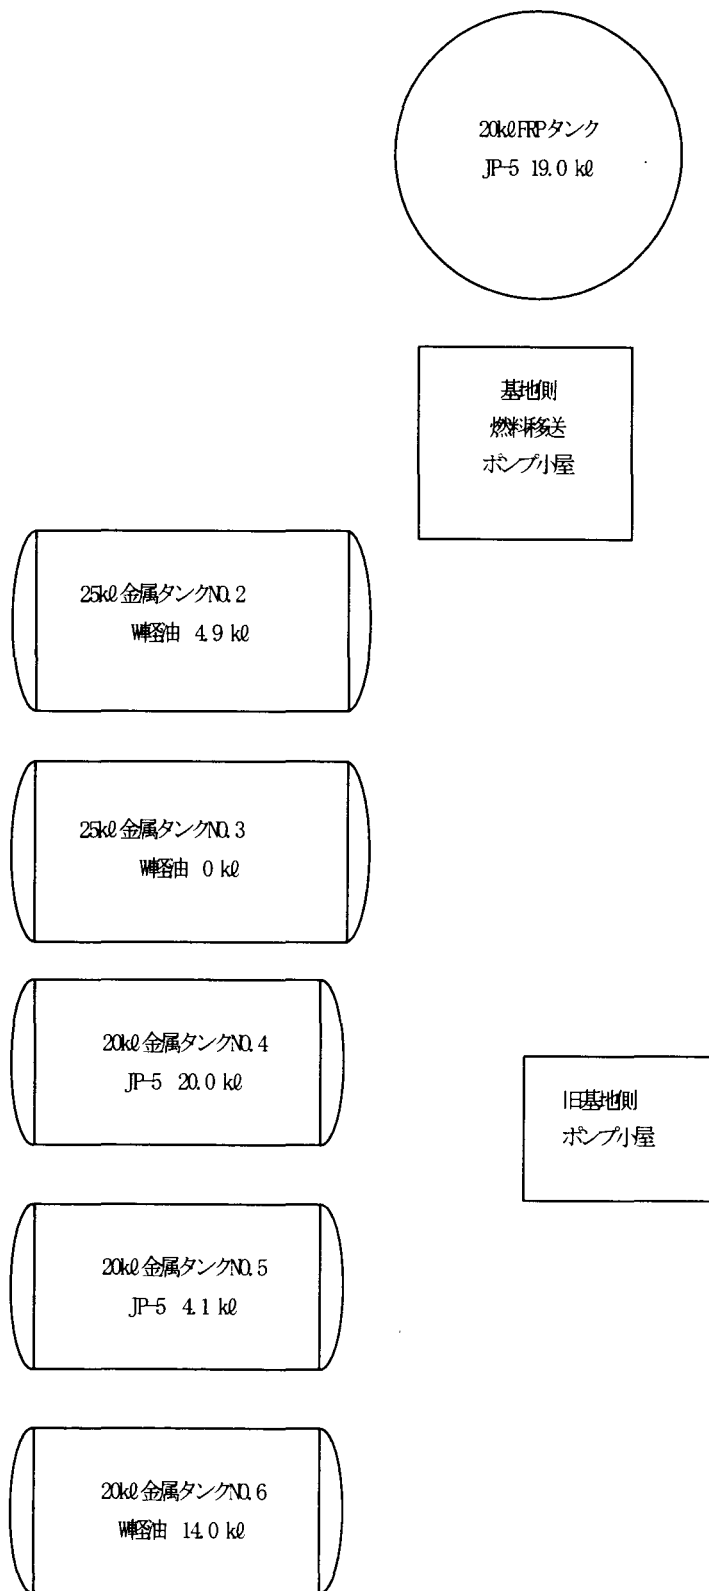 20kℓFRPタンク
JP-5 19.0 kℓ
基地側
燃料移送
ポンプ小屋
25kℓ金属タンクNO.2
W軽油 4.9 kℓ
25kℓ金属タンクNO.3
W軽油 0 kℓ
20kℓ金属タンクNO.4
JP-5 20.0 kℓ
旧基地側
ポンプ小屋
20kℓ金属タンクNO.5
JP-5 4.1 kℓ
20kℓ金属タンクNO.6
W軽油 14.0 kℓ